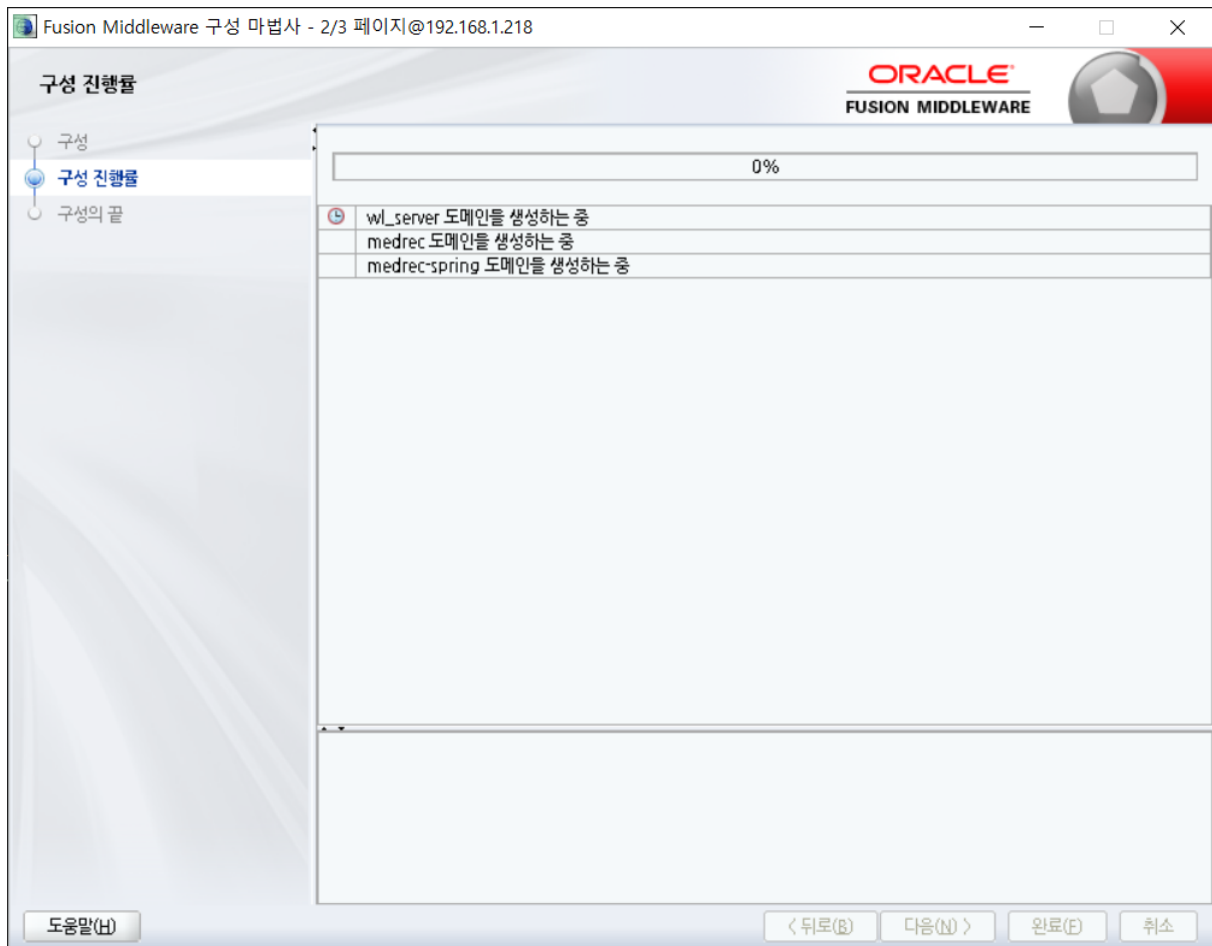 Fusion Middleware 구성 마법사 - 2/3 페이지@192.168.1.218
구성 진행률
ORACLE
FUSION MIDDLEWARE
구성
구성 진행률
구성의 끝
0%
wl_server 도메인을 생성하는 중
medrec 도메인을 생성하는 중
medrec-spring 도메인을 생성하는 중
도움말(H)
< 뒤로(B)
다음(N) >
완료(F)
취소